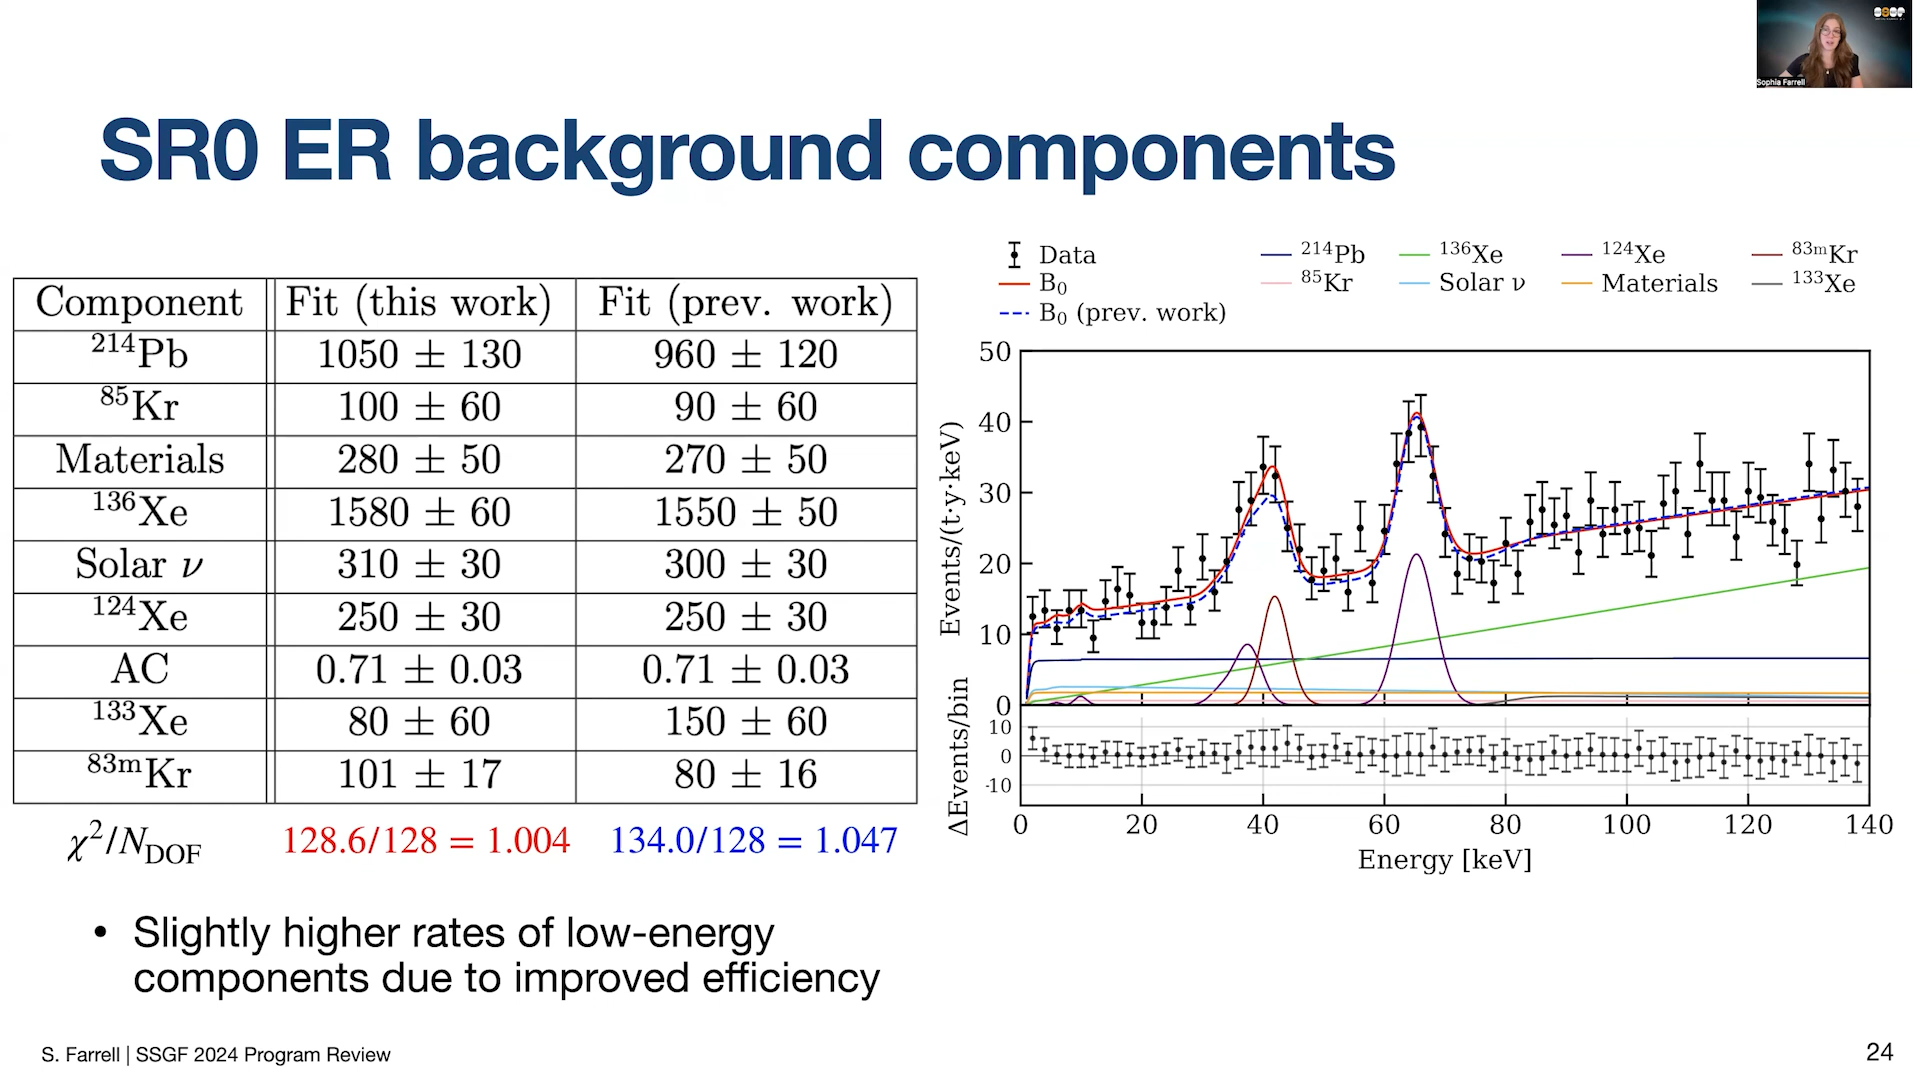 Sophia Farrell
SR0 ER background components
Component Fit (this work) Fit (prev. work)
²¹⁴Pb 1050 ± 130 960 ± 120
⁸⁵Kr 100 ± 60 90 ± 60
Materials 280 ± 50 270 ± 50
¹³⁶Xe 1580 ± 60 1550 ± 50
Solar ν 310 ± 30 300 ± 30
¹²⁴Xe 250 ± 30 250 ± 30
AC 0.71 ± 0.03 0.71 ± 0.03
¹³³Xe 80 ± 60 150 ± 60
⁸³ᵐKr 101 ± 17 80 ± 16
χ²/N_DOF 128.6/128 = 1.004 134.0/128 = 1.047
• Slightly higher rates of low-energy
components due to improved efficiency
Data ²¹⁴Pb ¹³⁶Xe ¹²⁴Xe ⁸³ᵐKr
B₀ ⁸⁵Kr Solar ν Materials ¹³³Xe
B₀ (prev. work)
Events/(t·y·keV)
50
40
30
20
10
0
ΔEvents/bin
10
0
-10
0 20 40 60 80 100 120 140
Energy [keV]
S. Farrell | SSGF 2024 Program Review
24